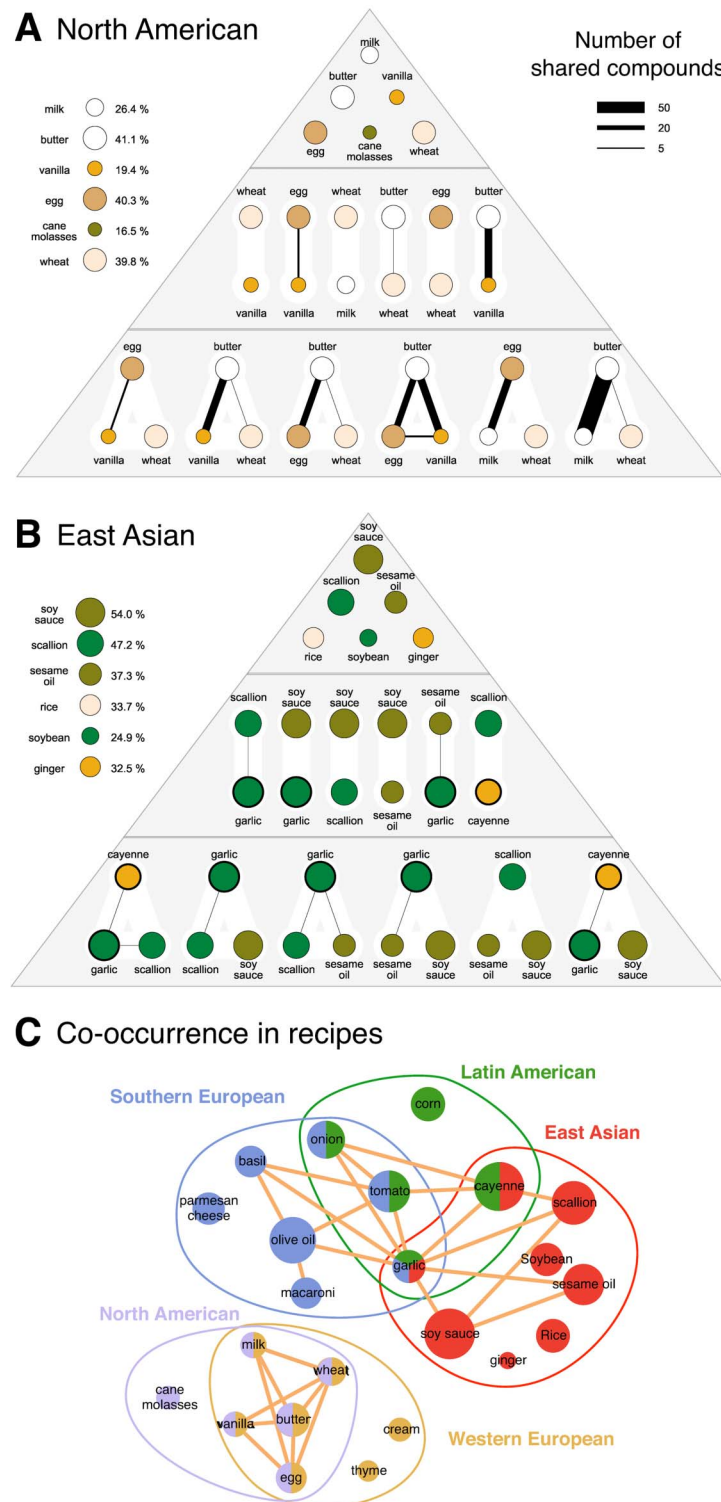 A North American
Number of
shared compounds
50
20
5
milk 26.4 %
butter 41.1 %
vanilla 19.4 %
egg 40.3 %
cane
molasses 16.5 %
wheat 39.8 %
milk
butter vanilla
egg cane
molasses wheat
wheat egg wheat butter egg butter
vanilla vanilla milk wheat wheat vanilla
egg butter butter butter egg butter
vanilla wheat vanilla wheat egg wheat egg vanilla milk wheat milk wheat
B East Asian
soy
sauce 54.0 %
scallion 47.2 %
sesame
oil 37.3 %
rice 33.7 %
soybean 24.9 %
ginger 32.5 %
soy
sauce
scallion sesame
oil
rice soybean ginger
scallion soy
sauce soy
sauce soy
sauce sesame
oil scallion
garlic garlic scallion sesame
oil garlic cayenne
cayenne garlic garlic garlic scallion cayenne
garlic scallion scallion soy
sauce scallion sesame
oil sesame
oil soy
sauce sesame
oil soy
sauce garlic soy
sauce
C Co-occurrence in recipes
Latin American
Southern European
East Asian
corn
onion
basil
tomato
cayenne
scallion
parmesan
cheese
olive oil
garlic
Soybean
sesame oil
macaroni
soy sauce
Rice
ginger
North American
milk
wheat
cane
molasses
vanilla
butter
cream
Western European
egg
thyme